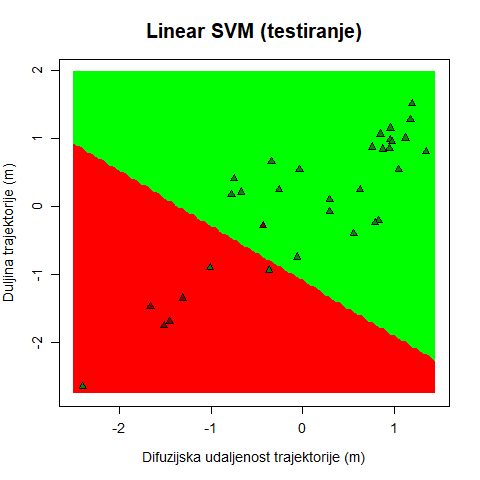 Linear SVM (testiranje)
2
1
0
-1
-2
Duljina trajektorije (m)
-2 -1 0 1
Difuzijska udaljenost trajektorije (m)